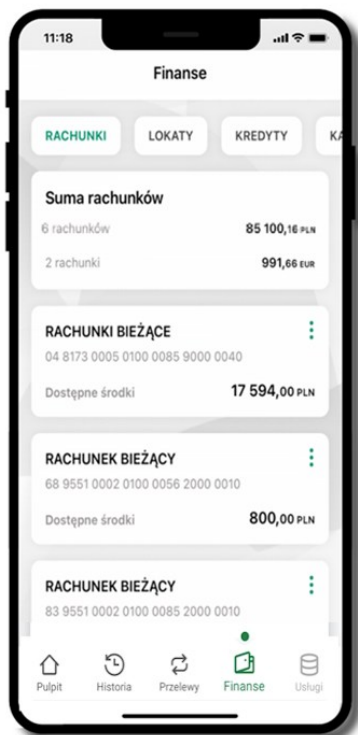 11:18
Finanse
RACHUNKI LOKATY KREDYTY KA
Suma rachunków
6 rachunków 85 100,16 PLN
2 rachunki 991,66 EUR
RACHUNKI BIEŻĄCE
04 8173 0005 0100 0085 9000 0040
Dostępne środki 17 594,00 PLN
RACHUNEK BIEŻĄCY
68 9551 0002 0100 0056 2000 0010
Dostępne środki 800,00 PLN
RACHUNEK BIEŻĄCY
83 9551 0002 0100 0085 2000 0010
Pulpit Historia Przelewy Finanse Usługi